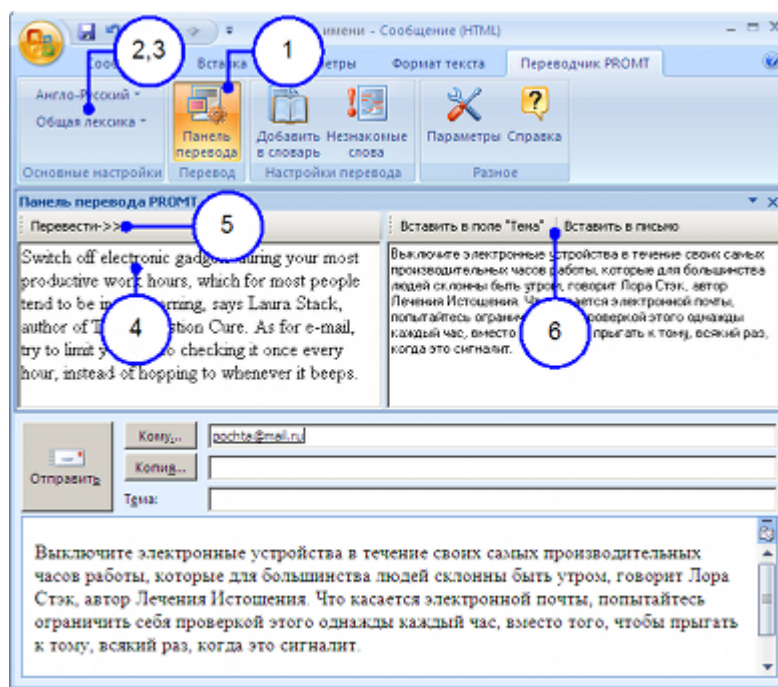 имени - Сообщение (HTML)
2,3
1
Вставка
Формат текста
Переводчик PROMT
Англо-Русский
Общая лексика
Панель перевода
Добавить в словарь
Незнакомые слова
Параметры
Справка
Основные настройки
Перевод
Настройки перевода
Разное
Панель перевода PROMT
Перевести->>
5
Вставить в поле "Тема"
Вставить в письмо
Switch off electronic during your most
productive work hours, which for most people
tend to be in says Laura Stack,
author of Cure. As for e-mail,
try to limit checking it once every
hour, instead of hopping to whenever it beeps.
4
Выключите электронные устройства в течение своих самых
производительных часов работы, которые для большинства
людей склонны быть утром, говорит Лора Стэк, автор
Лечения Истощения. электронной почты,
попытайтесь проверкой этого однажды
каждый час, вместо прыгать к тому, всякий раз,
когда это сигналит.
6
Отправить
Кому...
pochta@mail.ru
Копия...
Тема:
Выключите электронные устройства в течение своих самых производительных
часов работы, которые для большинства людей склонны быть утром, говорит Лора
Стэк, автор Лечения Истощения. Что касается электронной почты, попытайтесь
ограничить себя проверкой этого однажды каждый час, вместо того, чтобы прыгать
к тому, всякий раз, когда это сигналит.